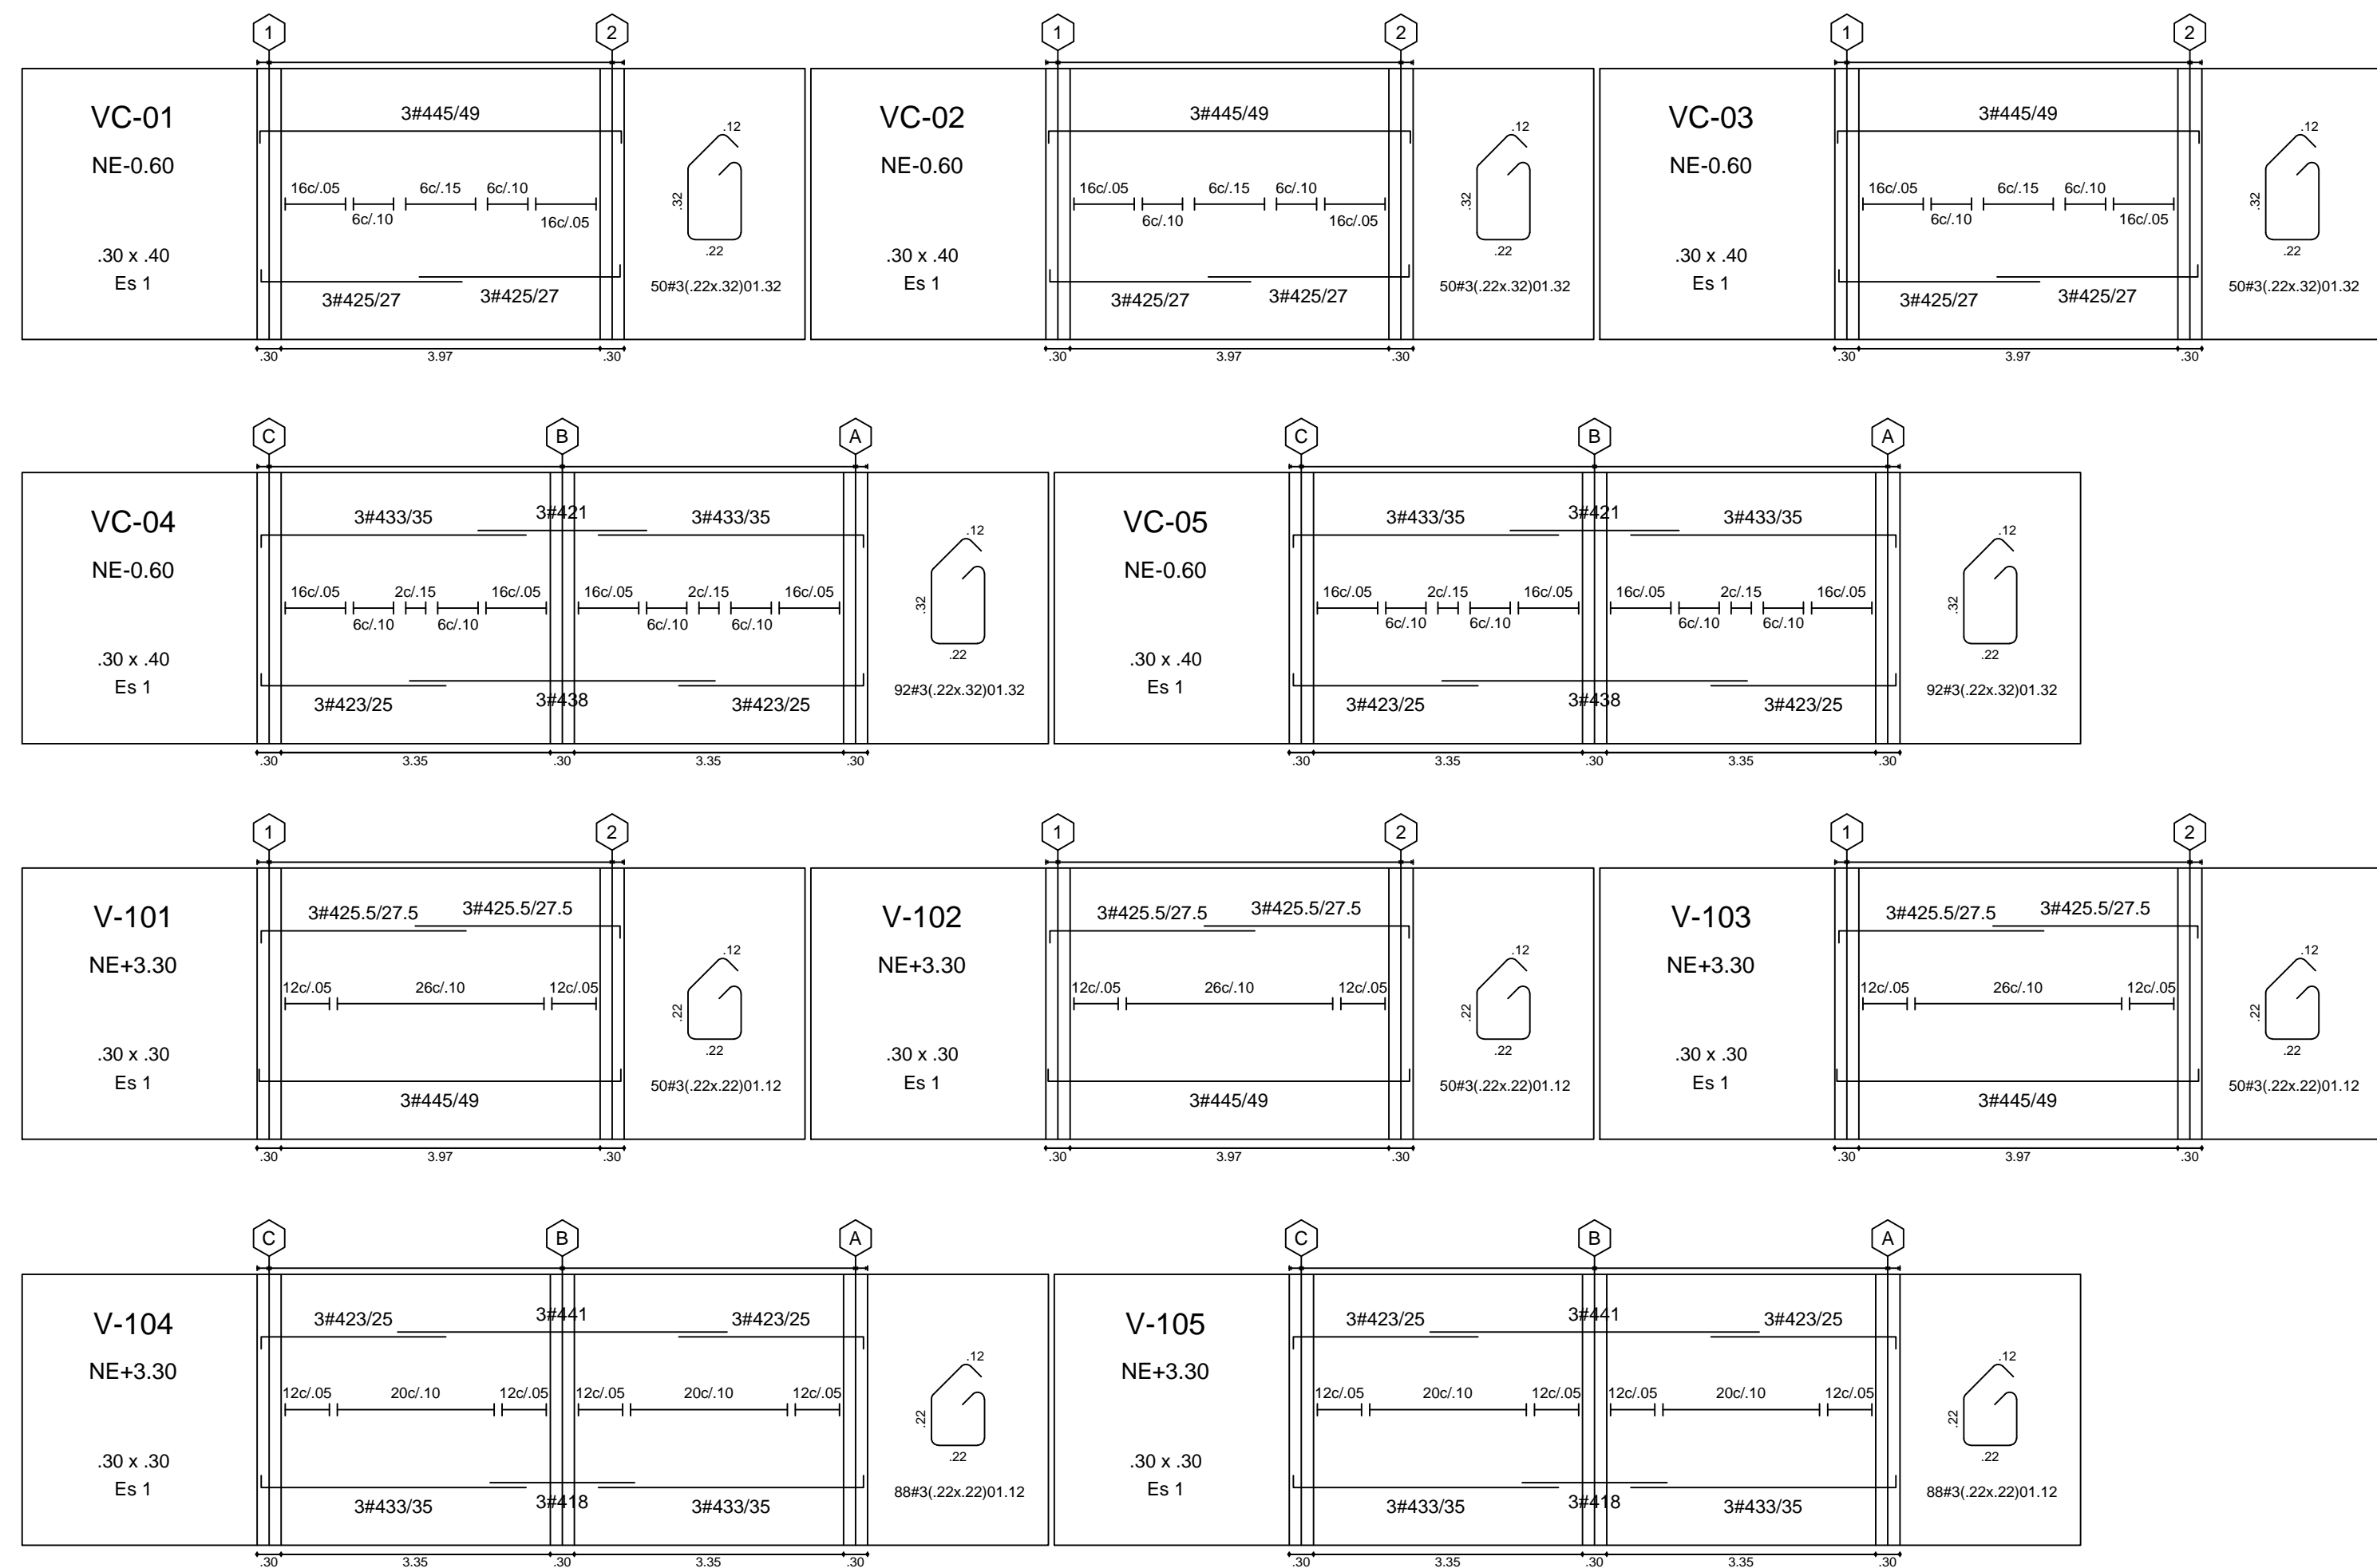 1
2
VC-01
NE-0.60
.30 x .40
Es 1
3#445/49
16c/.05
6c/.10
6c/.15
6c/.10
16c/.05
3#425/27
3#425/27
.12
.32
.22
50#3(.22x.32)01.32
.30
3.97
.30
1
2
VC-02
NE-0.60
.30 x .40
Es 1
3#445/49
16c/.05
6c/.10
6c/.15
6c/.10
16c/.05
3#425/27
3#425/27
.12
.32
.22
50#3(.22x.32)01.32
.30
3.97
.30
1
2
VC-03
NE-0.60
.30 x .40
Es 1
3#445/49
16c/.05
6c/.10
6c/.15
6c/.10
16c/.05
3#425/27
3#425/27
.12
.32
.22
50#3(.22x.32)01.32
.30
3.97
.30
C
B
A
VC-04
NE-0.60
.30 x .40
Es 1
3#433/35
3#421
3#433/35
16c/.05
6c/.10
2c/.15
6c/.10
16c/.05
16c/.05
6c/.10
2c/.15
6c/.10
16c/.05
3#423/25
3#438
3#423/25
.12
.32
.22
92#3(.22x.32)01.32
.30
3.35
.30
3.35
.30
C
B
A
VC-05
NE-0.60
.30 x .40
Es 1
3#433/35
3#421
3#433/35
16c/.05
6c/.10
2c/.15
6c/.10
16c/.05
16c/.05
6c/.10
2c/.15
6c/.10
16c/.05
3#423/25
3#438
3#423/25
.12
.32
.22
92#3(.22x.32)01.32
.30
3.35
.30
3.35
.30
1
2
V-101
NE+3.30
.30 x .30
Es 1
3#425.5/27.5
3#425.5/27.5
12c/.05
26c/.10
12c/.05
3#445/49
.12
.22
.22
50#3(.22x.22)01.12
.30
3.97
.30
1
2
V-102
NE+3.30
.30 x .30
Es 1
3#425.5/27.5
3#425.5/27.5
12c/.05
26c/.10
12c/.05
3#445/49
.12
.22
.22
50#3(.22x.22)01.12
.30
3.97
.30
1
2
V-103
NE+3.30
.30 x .30
Es 1
3#425.5/27.5
3#425.5/27.5
12c/.05
26c/.10
12c/.05
3#445/49
.12
.22
.22
50#3(.22x.22)01.12
.30
3.97
.30
C
B
A
V-104
NE+3.30
.30 x .30
Es 1
3#423/25
3#441
3#423/25
12c/.05
20c/.10
12c/.05
12c/.05
20c/.10
12c/.05
3#433/35
3#418
3#433/35
.12
.22
.22
88#3(.22x.22)01.12
.30
3.35
.30
3.35
.30
C
B
A
V-105
NE+3.30
.30 x .30
Es 1
3#423/25
3#441
3#423/25
12c/.05
20c/.10
12c/.05
12c/.05
20c/.10
12c/.05
3#433/35
3#418
3#433/35
.12
.22
.22
88#3(.22x.22)01.12
.30
3.35
.30
3.35
.30